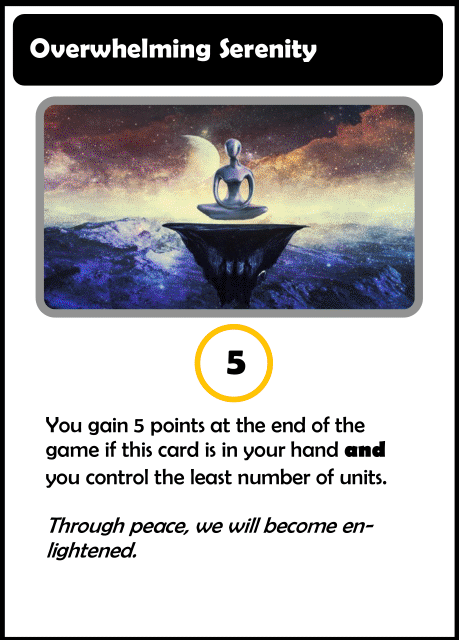 Overwhelming Serenity
5
You gain 5 points at the end of the
game if this card is in your hand and
you control the least number of units.
Through peace, we will become en-
lightened.